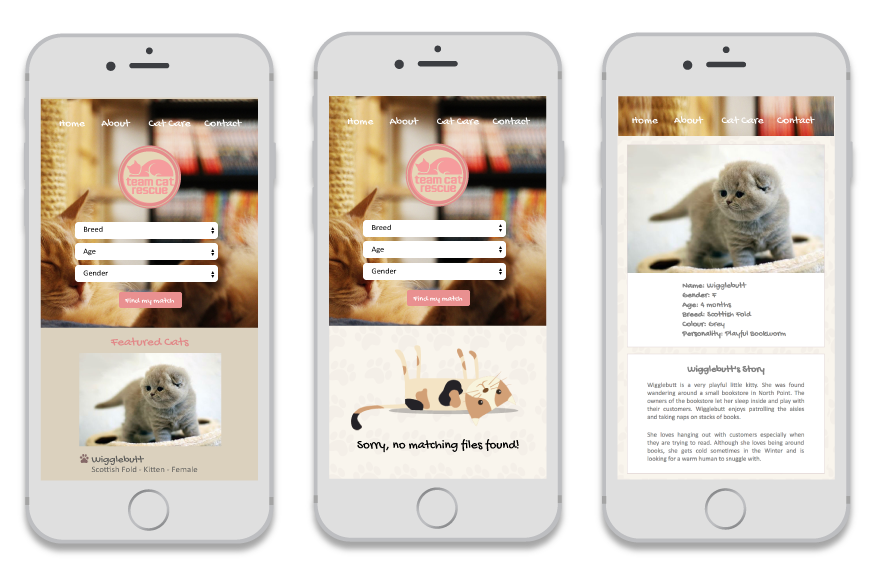 Home About Cat Care Contact
team cat
rescue
Breed
Age
Gender
Find my match
Featured Cats
Wigglebutt
Scottish Fold - Kitten - Female
Home About Cat Care Contact
team cat
rescue
Breed
Age
Gender
Find my match
Sorry, no matching files found!
Home About Cat Care Contact
Name: Wigglebutt
Gender: F
Age: 4 months
Breed: Scottish Fold
Colour: Grey
Personality: Playful Bookworm
Wigglebutt's Story
Wigglebutt is a very playful little kitty. She was found
wandering around a small bookstore in North Point. The
owners of the bookstore let her sleep inside and play with
their customers. Wigglebutt enjoys patrolling the aisles
and taking naps on stacks of books.
She loves hanging out with customers especially when
they are trying to read. Although she loves being around
books, she gets cold sometimes in the Winter and is
looking for a warm human to snuggle with.